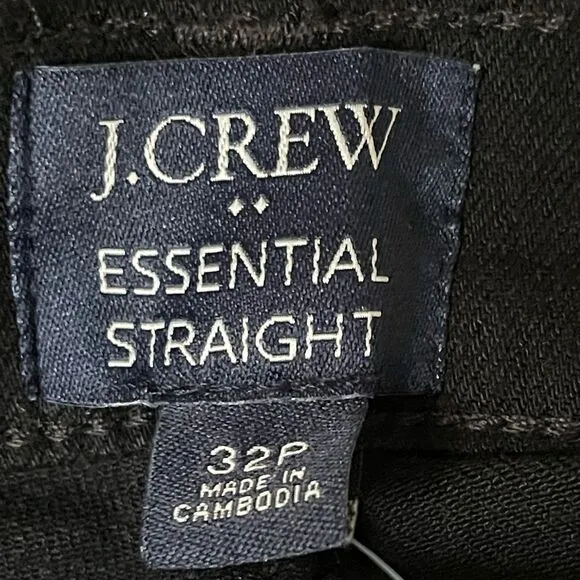 J.CREW
ESSENTIAL
STRAIGHT
32P
MADE IN
CAMBODIA